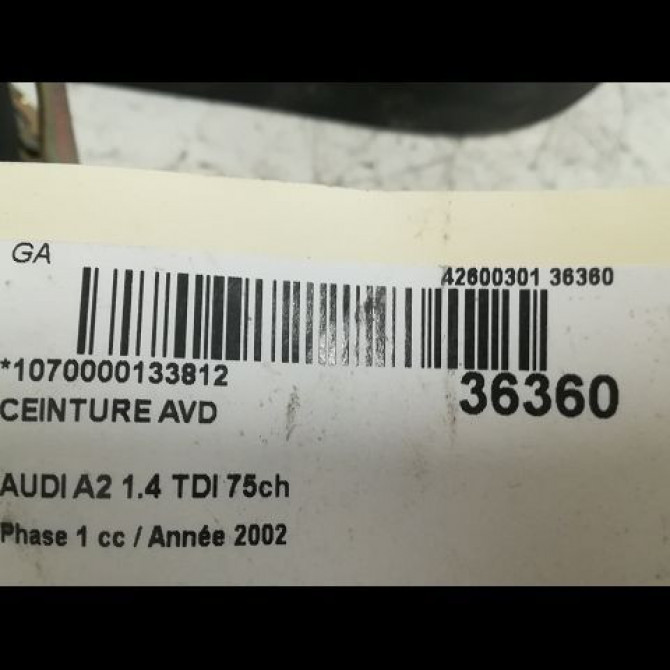 GA
42600301 36360
*1070000133812
36360
CEINTURE AVD
AUDI A2 1.4 TDI 75ch
Phase 1 cc / Année 2002